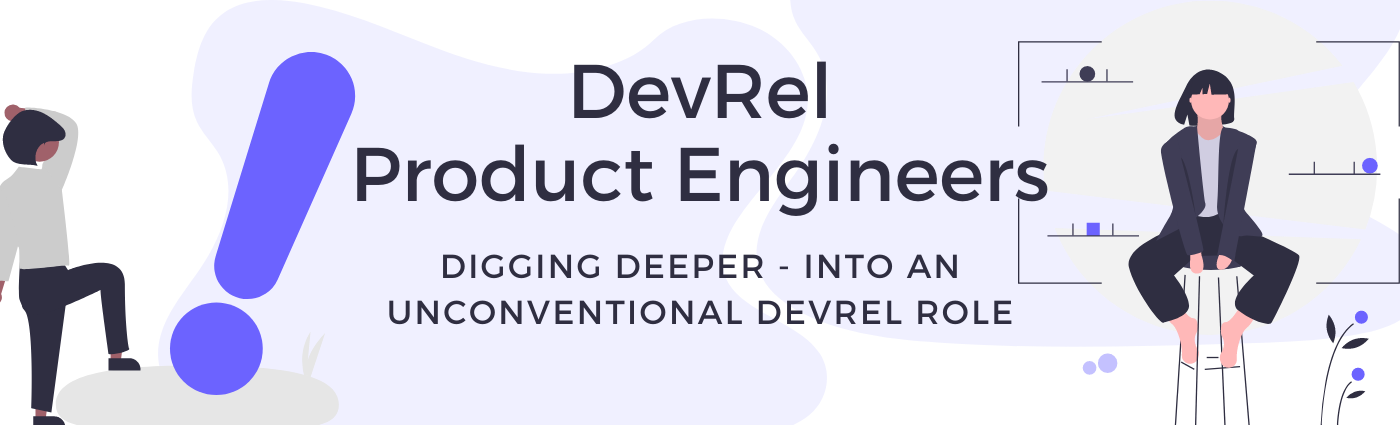 DevRel
Product Engineers
DIGGING DEEPER - INTO AN
UNCONVENTIONAL DEVREL ROLE